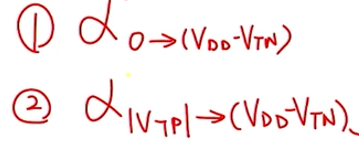 ① α 0→(VDD-VTN)
② α |VTP|→(VDD-VTN)